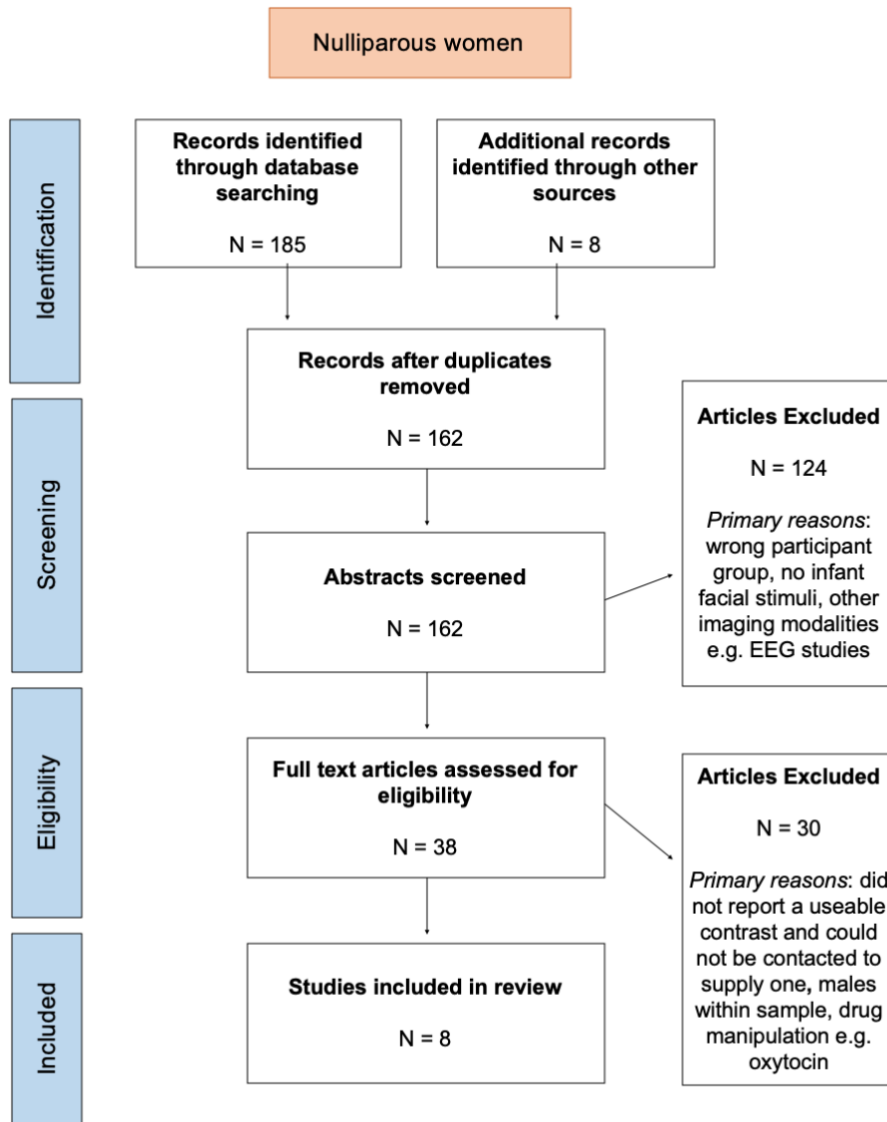 Nulliparous women
Identification
Records identified
through database
searching
N = 185
Additional records
identified through other
sources
N = 8
Records after duplicates
removed
N = 162
Screening
Abstracts screened
N = 162
Articles Excluded
N = 124
Primary reasons:
wrong participant
group, no infant
facial stimuli, other
imaging modalities
e.g. EEG studies
Eligibility
Full text articles assessed for
eligibility
N = 38
Articles Excluded
N = 30
Primary reasons: did
not report a useable
contrast and could
not be contacted to
supply one, males
within sample, drug
manipulation e.g.
oxytocin
Included
Studies included in review
N = 8